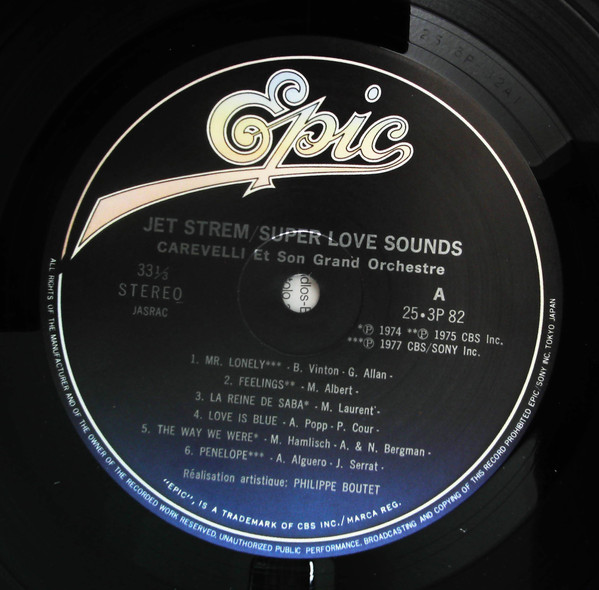 Epic
JET STREM/SUPER LOVE SOUNDS
CAREVELLI Et Son Grand Orchestre
33⅓
STEREO
JASRAC
A
25•3P 82
*Ⓟ 1974 **Ⓟ 1975 CBS Inc.
***Ⓟ 1977 CBS/SONY Inc.
1. MR. LONELY*** - B. Vinton - G. Allan -
2. FEELINGS** - M. Albert -
3. LA REINE DE SABA* - M. Laurent -
4. LOVE IS BLUE - A. Popp - P. Cour -
5. THE WAY WE WERE* - M. Hamlisch - A. & N. Bergman -
6. PENELOPE*** - A. Alguero - J. Serrat -
Réalisation artistique: PHILIPPE BOUTET
"EPIC", IS A TRADEMARK OF CBS INC./MARCA REG.
ALL RIGHTS OF THE MANUFACTURER AND OF THE OWNER OF THE RECORDED WORK RESERVED, UNAUTHORIZED PUBLIC PERFORMANCE, BROADCASTING AND COPYING OF THIS RECORD PROHIBITED EPIC/SONY INC. TOKYO JAPAN